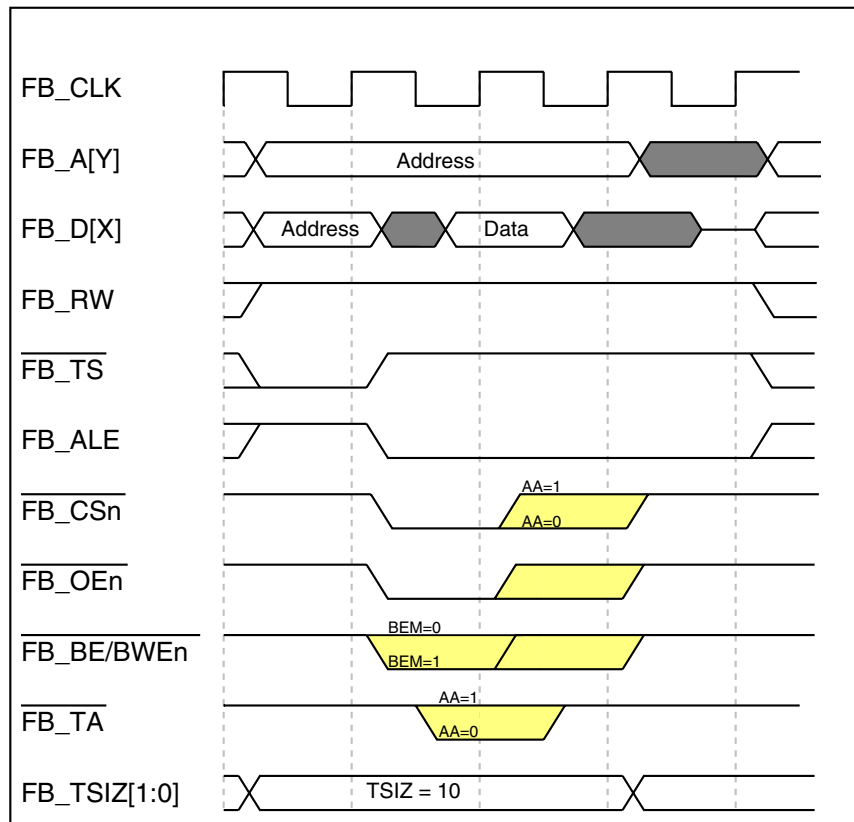 FB_CLK
FB_A[Y]
Address
FB_D[X]
Address
Data
FB_RW
FB_TS
FB_ALE
FB_CSn
AA=1
AA=0
FB_OEn
FB_BE/BWEn
BEM=0
BEM=1
FB_TA
AA=1
AA=0
FB_TSIZ[1:0]
TSIZ = 10